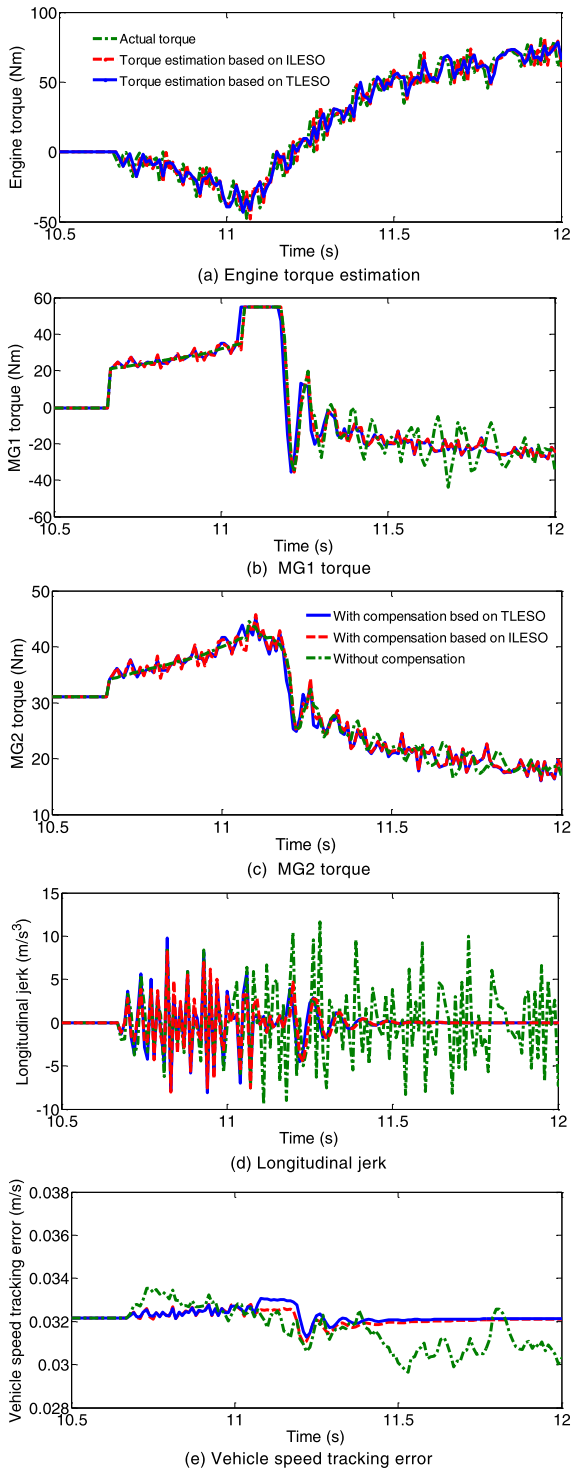 100
50
0
-50
Engine torque (Nm)
Actual torque
Torque estimation based on ILESO
Torque estimation based on TLESO
10.5 11 11.5 12
Time (s)
(a) Engine torque estimation
60
40
20
0
-20
-40
-60
MG1 torque (Nm)
10.5 11 11.5 12
Time (s)
(b) MG1 torque
50
40
30
20
10
MG2 torque (Nm)
With compensation bsed on TLESO
With compensation based on ILESO
Without compensation
10.5 11 11.5 12
Time (s)
(c) MG2 torque
15
10
5
0
-5
-10
Longitudinal jerk (m/s³)
10.5 11 11.5 12
Time (s)
(d) Longitudinal jerk
0.038
0.036
0.034
0.032
0.03
0.028
Vehicle speed tracking error (m/s)
10.5 11 11.5 12
Time (s)
(e) Vehicle speed tracking error